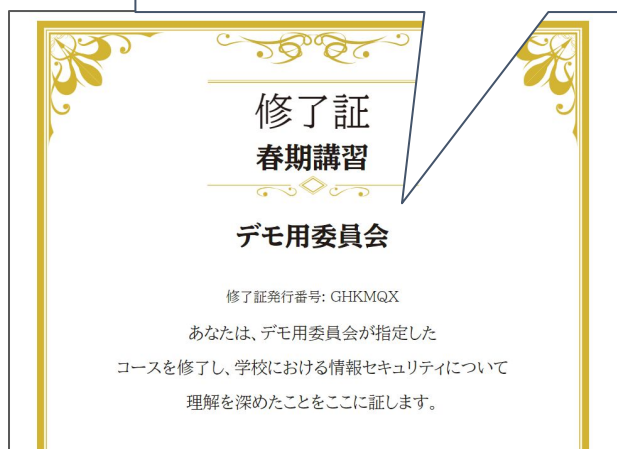 修了証
春期講習
デモ用委員会
修了証発行番号: GHKMQX
あなたは、デモ用委員会が指定した
コースを修了し、学校における情報セキュリティについて
理解を深めたことをここに証します。